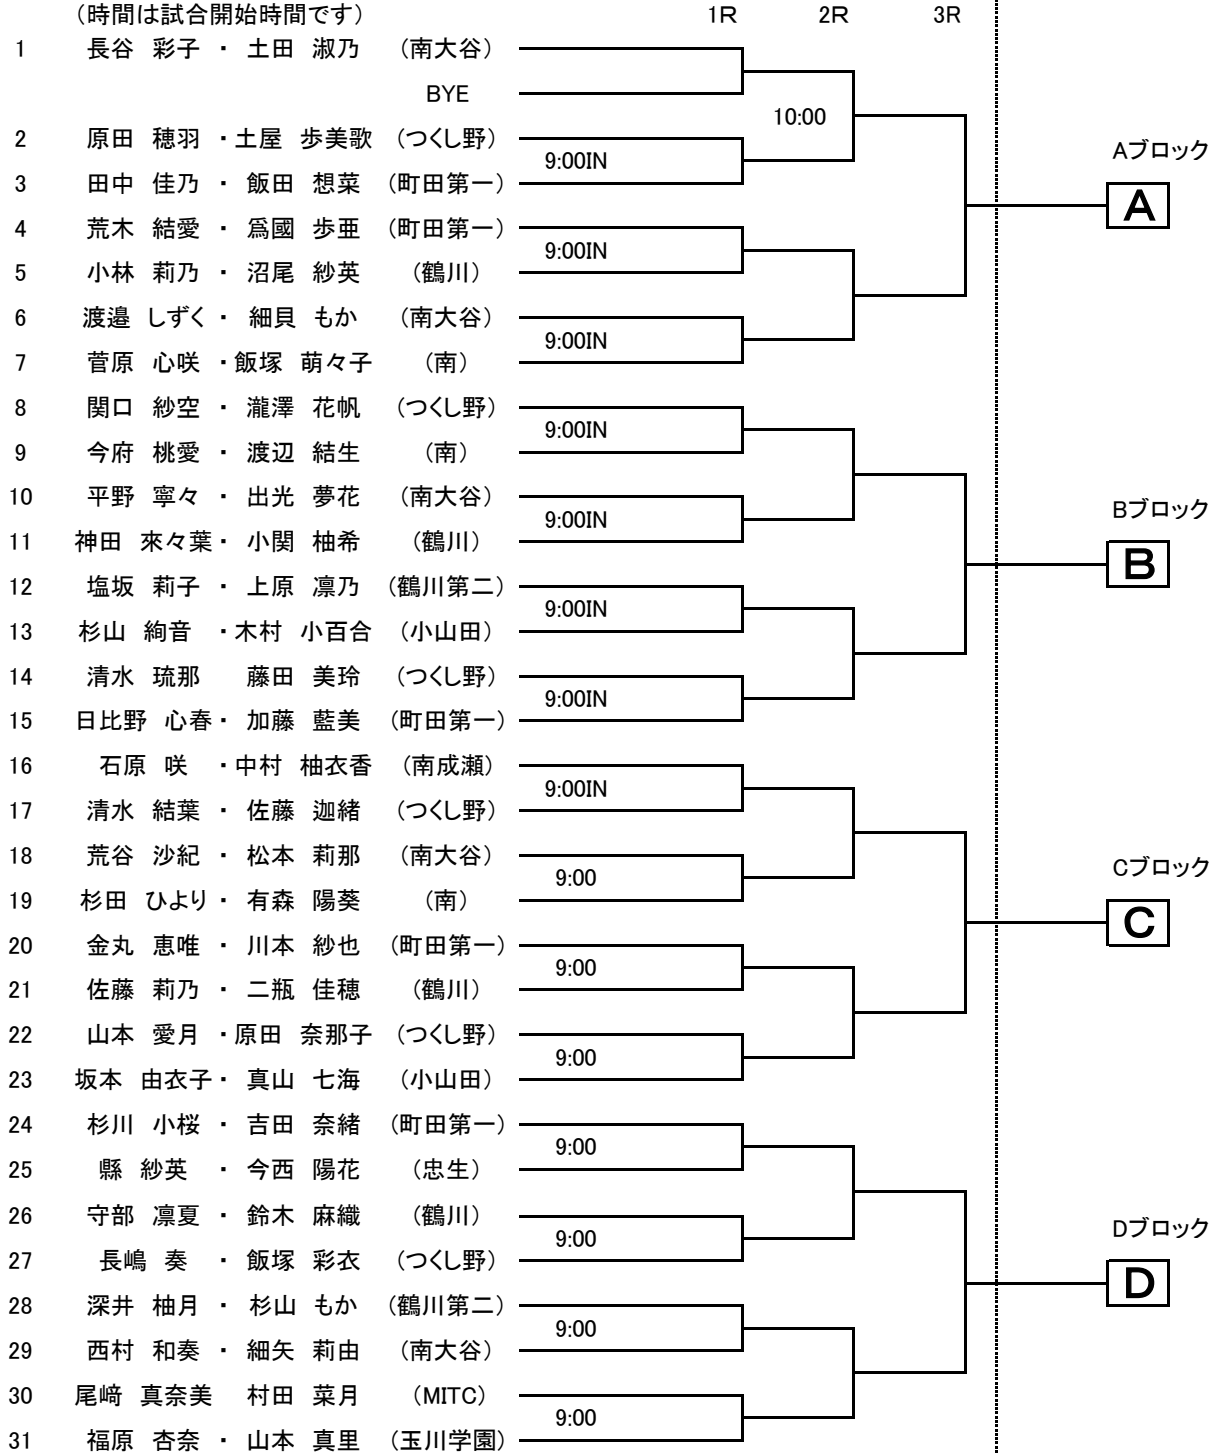 （時間は試合開始時間です） 1R 2R 3R
1 長谷 彩子 ・ 土田 淑乃 （南大谷）
BYE
10:00
2 原田 穂羽 ・土屋 歩美歌 （つくし野）
Aブロック
9:00IN
3 田中 佳乃 ・ 飯田 想菜 （町田第一）
A
4 荒木 結愛 ・ 爲國 歩亜 （町田第一）
9:00IN
5 小林 莉乃 ・ 沼尾 紗英 （鶴川）
6 渡邉 しずく ・ 細貝 もか （南大谷）
9:00IN
7 菅原 心咲 ・飯塚 萌々子 （南）
8 関口 紗空 ・ 瀧澤 花帆 （つくし野）
9:00IN
9 今府 桃愛 ・ 渡辺 結生 （南）
10 平野 寧々 ・ 出光 夢花 （南大谷）
Bブロック
9:00IN
11 神田 來々葉・ 小関 柚希 （鶴川）
B
12 塩坂 莉子 ・ 上原 凛乃 （鶴川第二）
9:00IN
13 杉山 絢音 ・木村 小百合 （小山田）
14 清水 琉那 藤田 美玲 （つくし野）
9:00IN
15 日比野 心春・ 加藤 藍美 （町田第一）
16 石原 咲 ・中村 柚衣香 （南成瀬）
9:00IN
17 清水 結葉 ・ 佐藤 迦緒 （つくし野）
18 荒谷 沙紀 ・ 松本 莉那 （南大谷）
Cブロック
9:00
19 杉田 ひより ・ 有森 陽葵 （南）
C
20 金丸 恵唯 ・ 川本 紗也 （町田第一）
9:00
21 佐藤 莉乃 ・ 二瓶 佳穂 （鶴川）
22 山本 愛月 ・原田 奈那子 （つくし野）
9:00
23 坂本 由衣子・ 真山 七海 （小山田）
24 杉川 小桜 ・ 吉田 奈緒 （町田第一）
9:00
25 縣 紗英 ・ 今西 陽花 （忠生）
26 守部 凛夏 ・ 鈴木 麻織 （鶴川）
Dブロック
9:00
27 長嶋 奏 ・ 飯塚 彩衣 （つくし野）
D
28 深井 柚月 ・ 杉山 もか （鶴川第二）
9:00
29 西村 和奏 ・ 細矢 莉由 （南大谷）
30 尾﨑 真奈美 村田 菜月 （MITC）
9:00
31 福原 杏奈 ・ 山本 真里 （玉川学園）